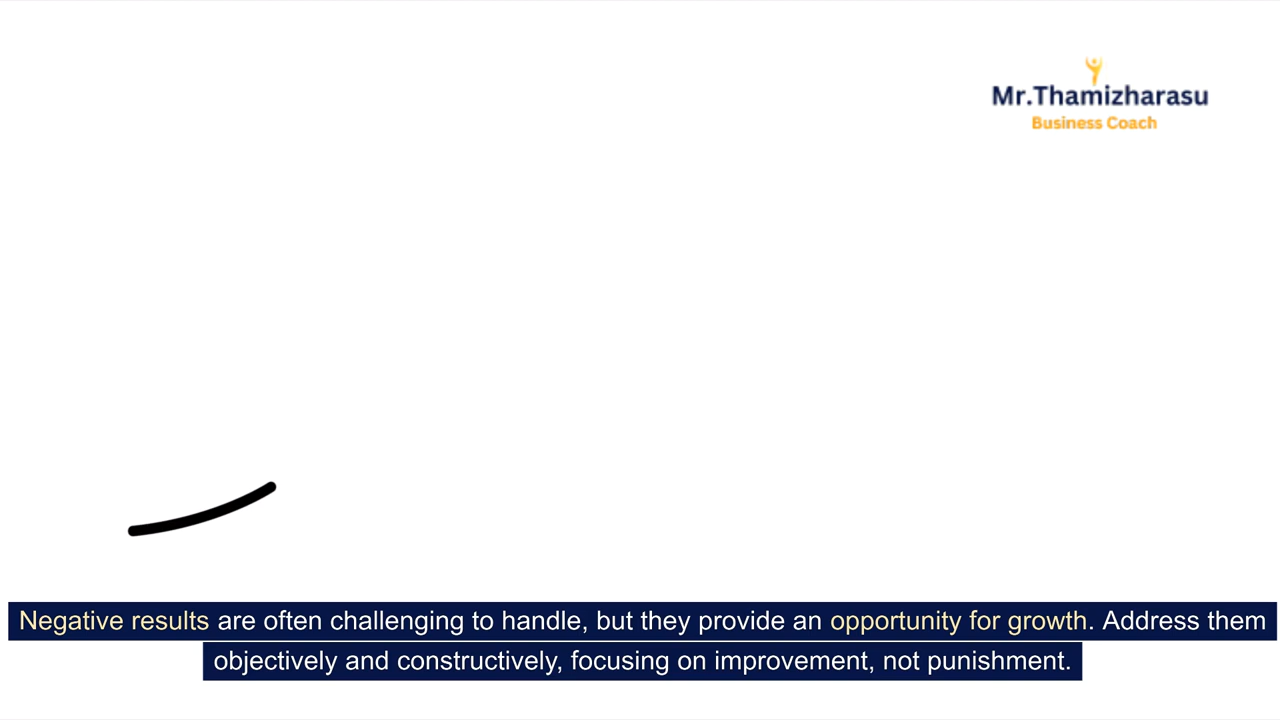 Mr.Thamizharasu
Business Coach
Negative results are often challenging to handle, but they provide an opportunity for growth. Address them
objectively and constructively, focusing on improvement, not punishment.